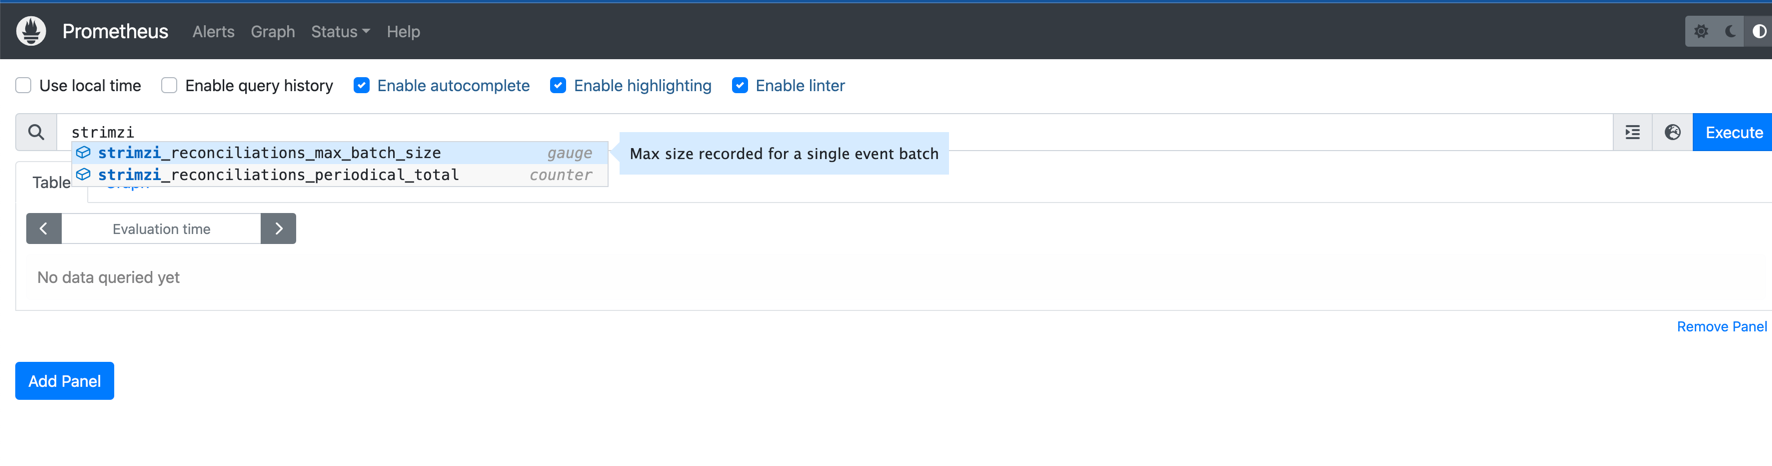 Prometheus Alerts Graph Status Help
Use local time Enable query history Enable autocomplete Enable highlighting Enable linter
strimzi Execute
strimzi_reconciliations_max_batch_size gauge Max size recorded for a single event batch
strimzi_reconciliations_periodical_total counter
Table Graph
Evaluation time
No data queried yet
Remove Panel
Add Panel